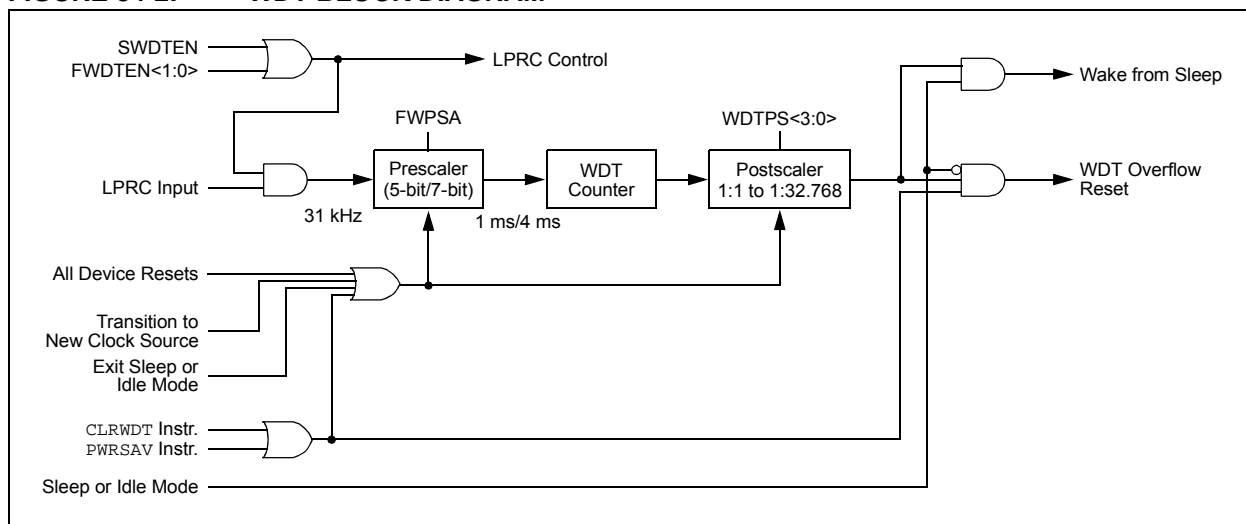 SWDTEN
FWDTEN<1:0>
LPRC Control
Wake from Sleep
FWPSA
WDTPS<3:0>
LPRC Input
Prescaler
(5-bit/7-bit)
WDT
Counter
Postscaler
1:1 to 1:32.768
WDT Overflow
Reset
31 kHz
1 ms/4 ms
All Device Resets
Transition to
New Clock Source
Exit Sleep or
Idle Mode
CLRWDT Instr.
PWRSAV Instr.
Sleep or Idle Mode